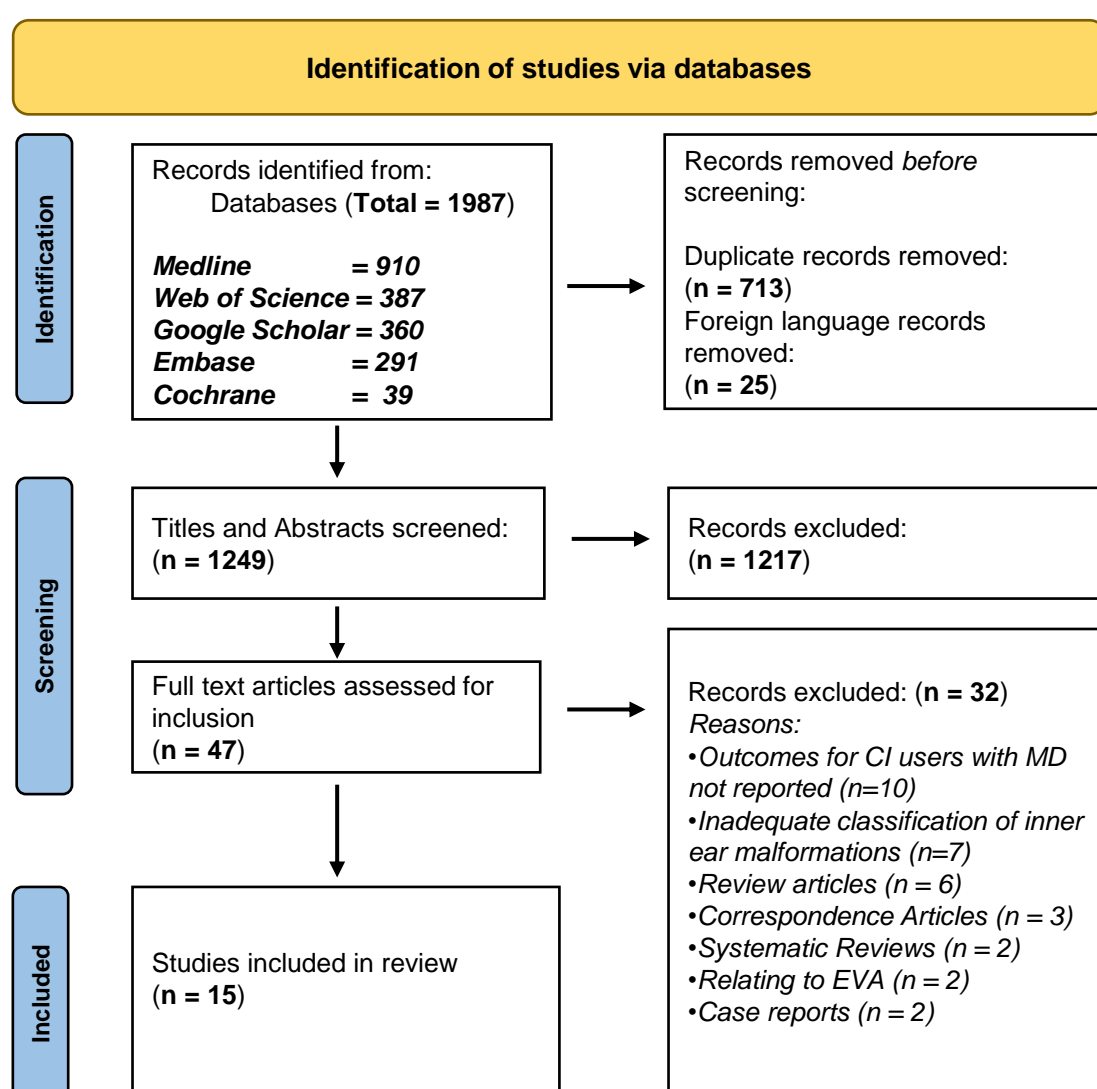 Identification of studies via databases
Identification
Records identified from:
Databases (Total = 1987)
Medline = 910
Web of Science = 387
Google Scholar = 360
Embase = 291
Cochrane = 39
Records removed before
screening:
Duplicate records removed:
(n = 713)
Foreign language records
removed:
(n = 25)
Screening
Titles and Abstracts screened:
(n = 1249)
Records excluded:
(n = 1217)
Full text articles assessed for
inclusion
(n = 47)
Records excluded: (n = 32)
Reasons:
•Outcomes for CI users with MD
not reported (n=10)
•Inadequate classification of inner
ear malformations (n=7)
•Review articles (n = 6)
•Correspondence Articles (n = 3)
•Systematic Reviews (n = 2)
•Relating to EVA (n = 2)
•Case reports (n = 2)
Included
Studies included in review
(n = 15)